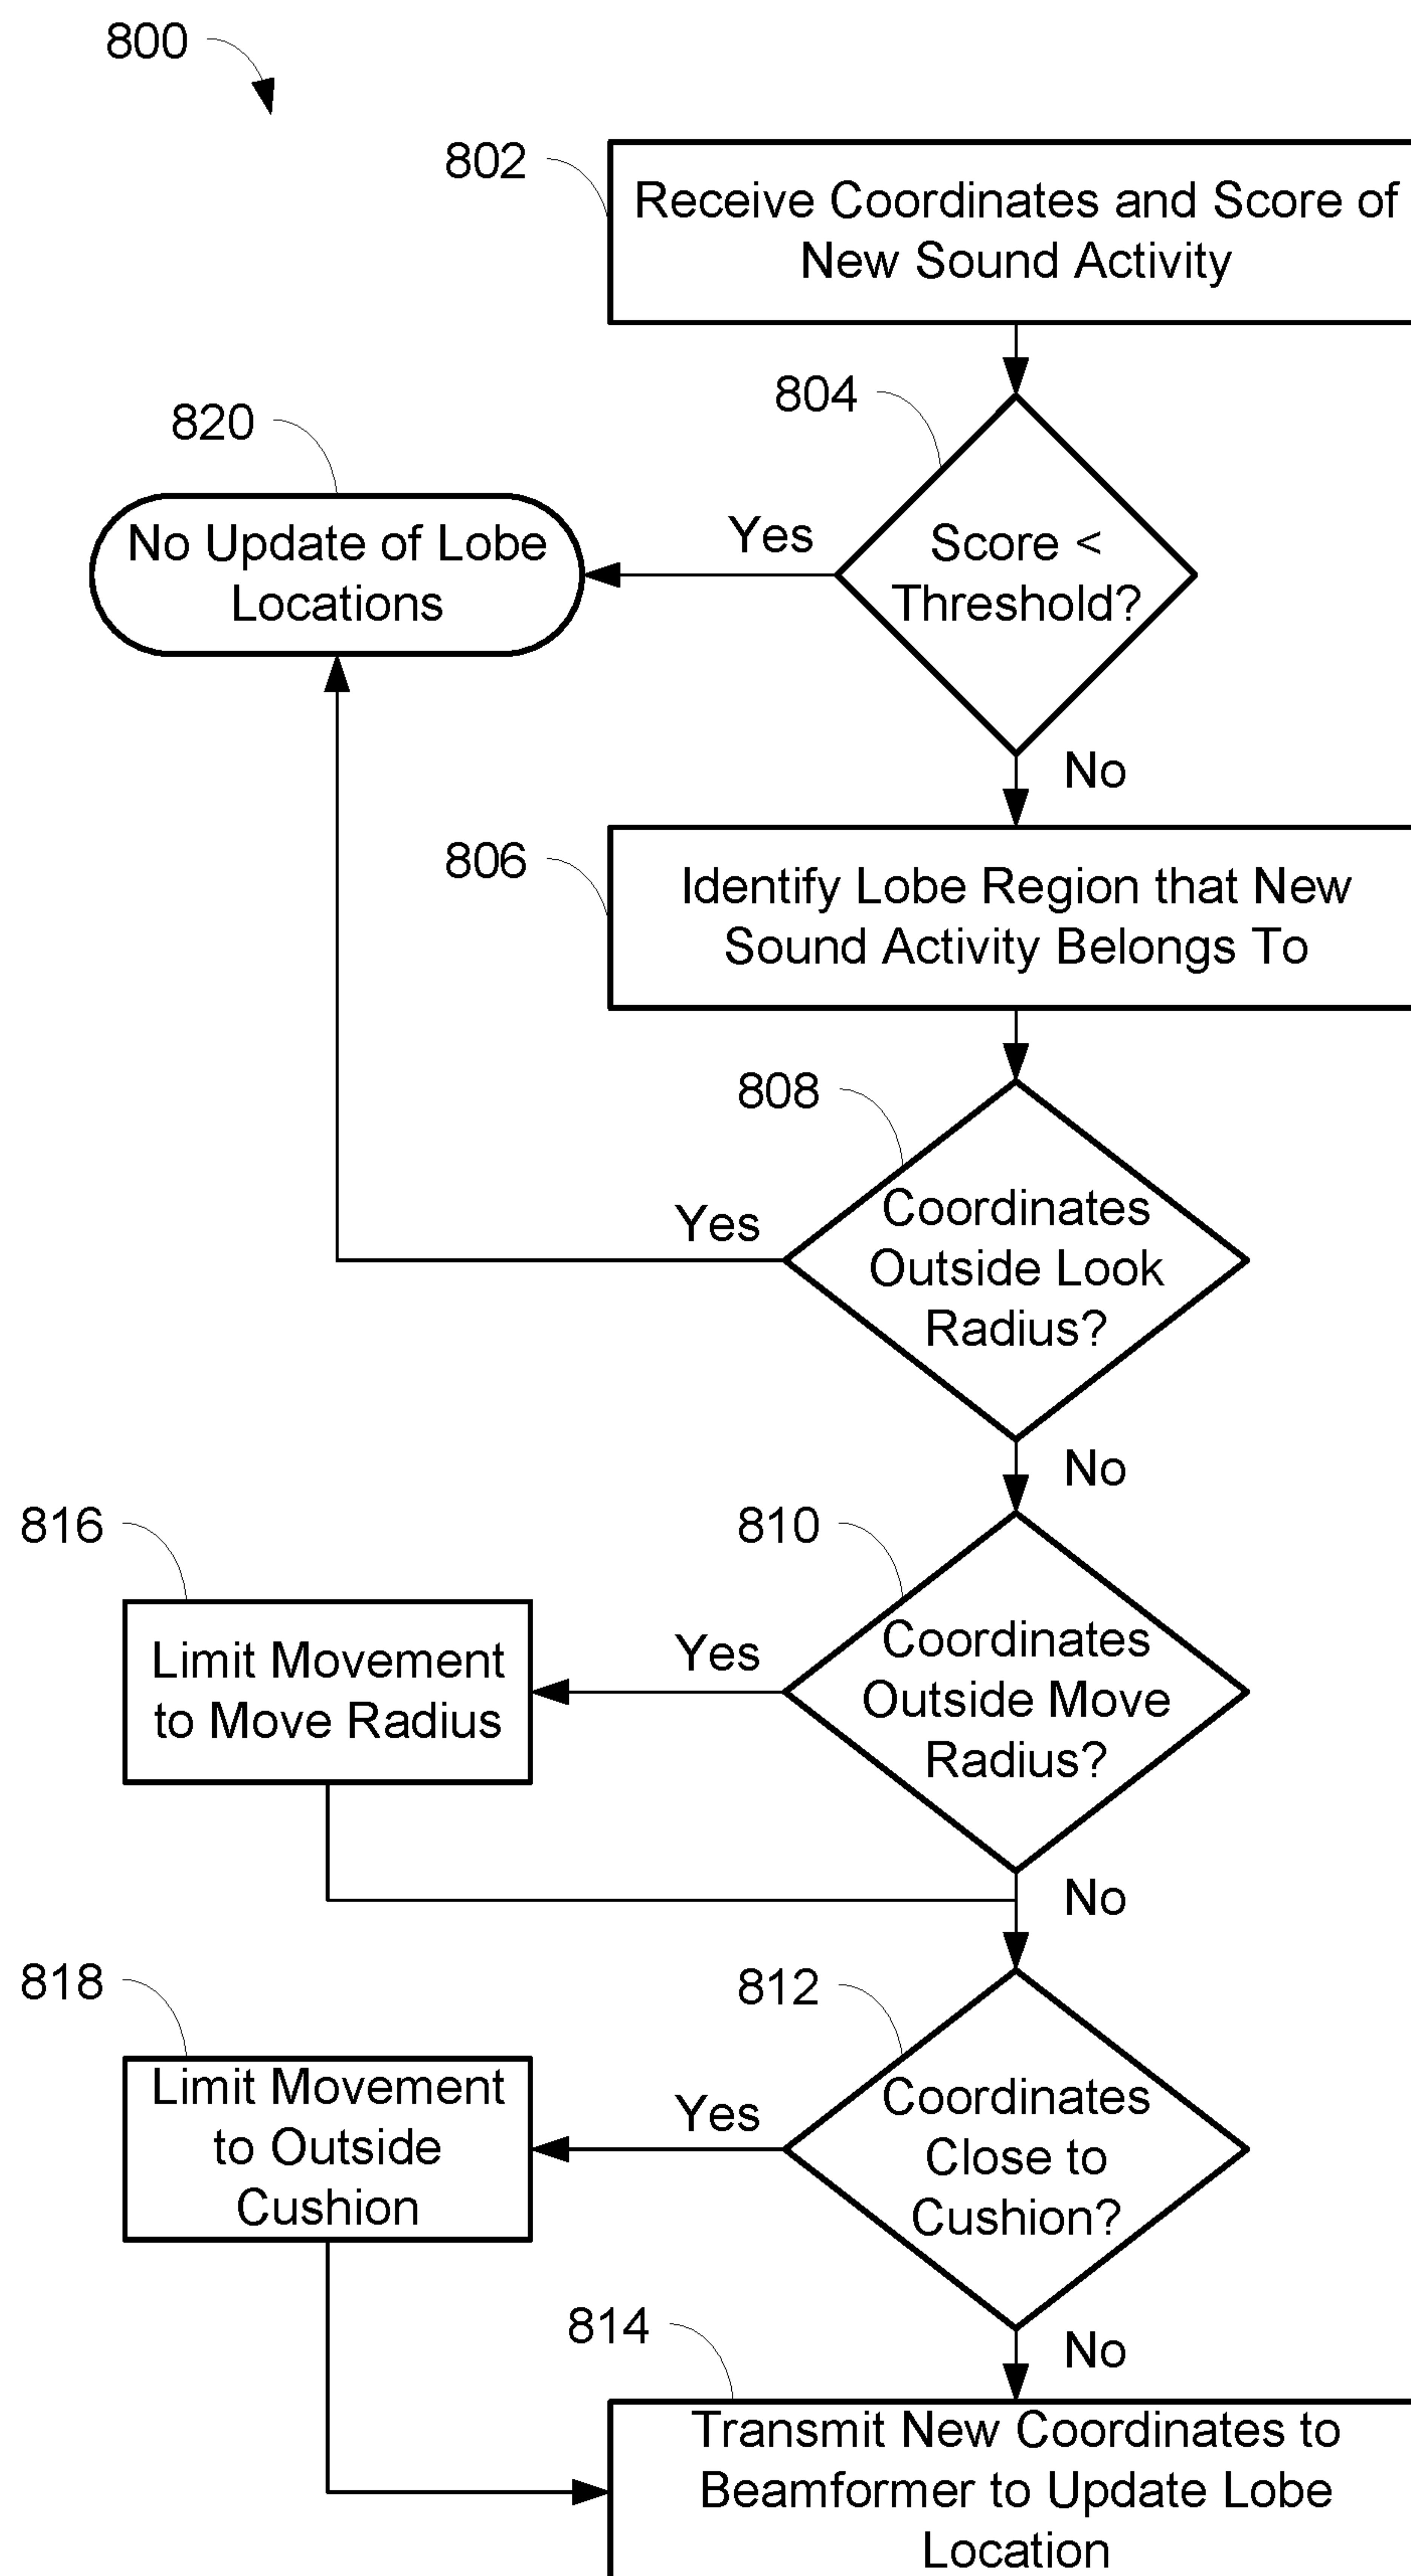 800
802
Receive Coordinates and Score of
New Sound Activity
804
820
Score <
Threshold?
Yes
No Update of Lobe
Locations
No
806
Identify Lobe Region that New
Sound Activity Belongs To
808
Coordinates
Outside Look
Radius?
Yes
No
816
810
Coordinates
Outside Move
Radius?
Yes
Limit Movement
to Move Radius
No
818
812
Coordinates
Close to
Cushion?
Yes
Limit Movement
to Outside
Cushion
814
No
Transmit New Coordinates to
Beamformer to Update Lobe
Location